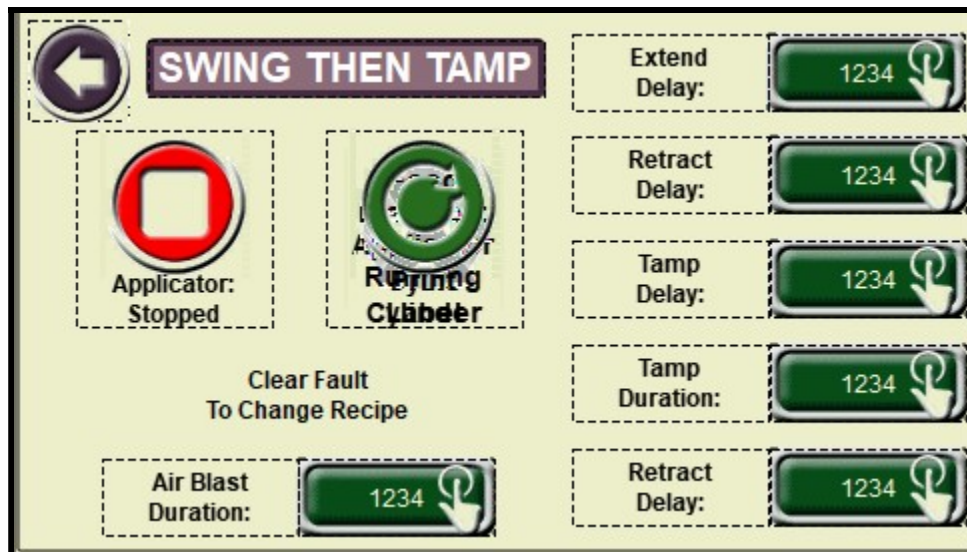 SWING THEN TAMP
Applicator:
Stopped
Running
Clear Fault
To Change Recipe
Air Blast
Duration:
1234
Extend
Delay:
1234
Retract
Delay:
1234
Tamp
Delay:
1234
Tamp
Duration:
1234
Retract
Delay:
1234